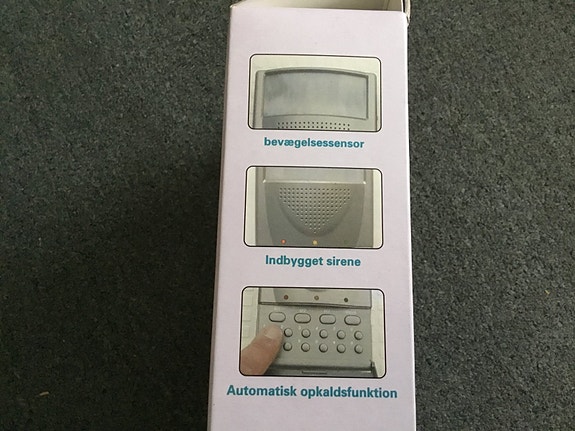 bevægelsessensor
Indbygget sirene
Automatisk opkaldsfunktion